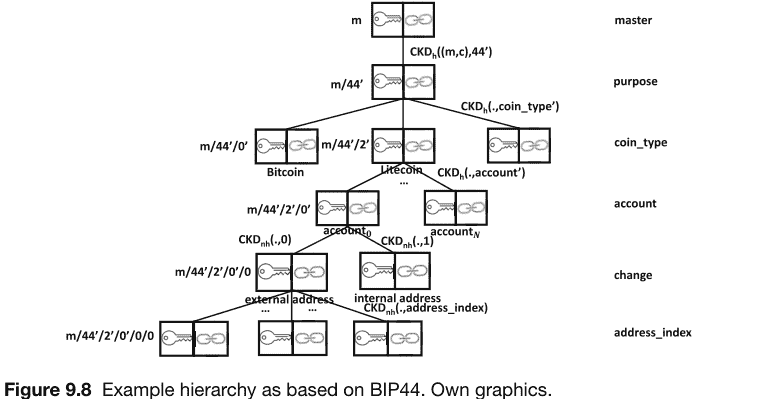 m master
CKDh((m,c),44')
m/44' purpose
CKDh(.,coin_type')
m/44'/0' m/44'/2' coin_type
Bitcoin Litecoin CKDh(.,account')
...
m/44'/2'/0' account
account0 accountN
CKDnh(.,0) CKDnh(.,1)
m/44'/2'/0'/0 change
external address internal address
... ... CKDnh(.,address_index)
m/44'/2'/0'/0/0 address_index
Figure 9.8 Example hierarchy as based on BIP44. Own graphics.